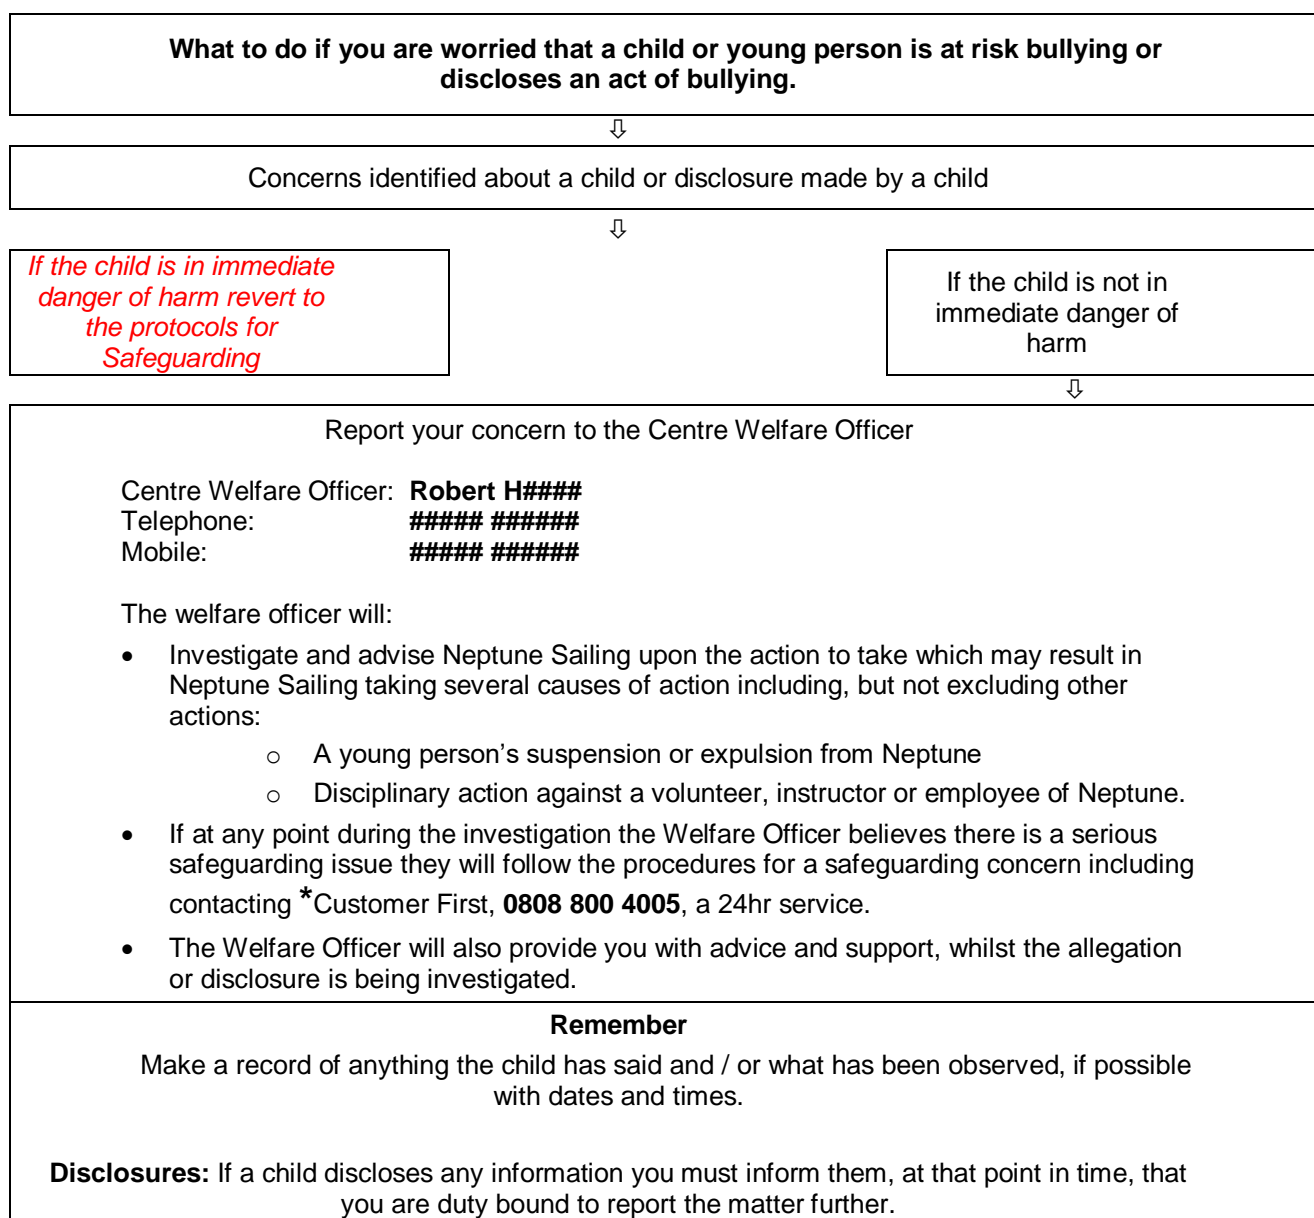 What to do if you are worried that a child or young person is at risk bullying or
discloses an act of bullying.
⇩
Concerns identified about a child or disclosure made by a child
⇩
If the child is in immediate
danger of harm revert to
the protocols for
Safeguarding
If the child is not in
immediate danger of
harm
⇩
Report your concern to the Centre Welfare Officer
Centre Welfare Officer: Robert H####
Telephone: ##### ######
Mobile: ##### ######
The welfare officer will:
• Investigate and advise Neptune Sailing upon the action to take which may result in
Neptune Sailing taking several causes of action including, but not excluding other
actions:
o A young person's suspension or expulsion from Neptune
o Disciplinary action against a volunteer, instructor or employee of Neptune.
• If at any point during the investigation the Welfare Officer believes there is a serious
safeguarding issue they will follow the procedures for a safeguarding concern including
contacting *Customer First, 0808 800 4005, a 24hr service.
• The Welfare Officer will also provide you with advice and support, whilst the allegation
or disclosure is being investigated.
Remember
Make a record of anything the child has said and / or what has been observed, if possible
with dates and times.
Disclosures: If a child discloses any information you must inform them, at that point in time, that
you are duty bound to report the matter further.